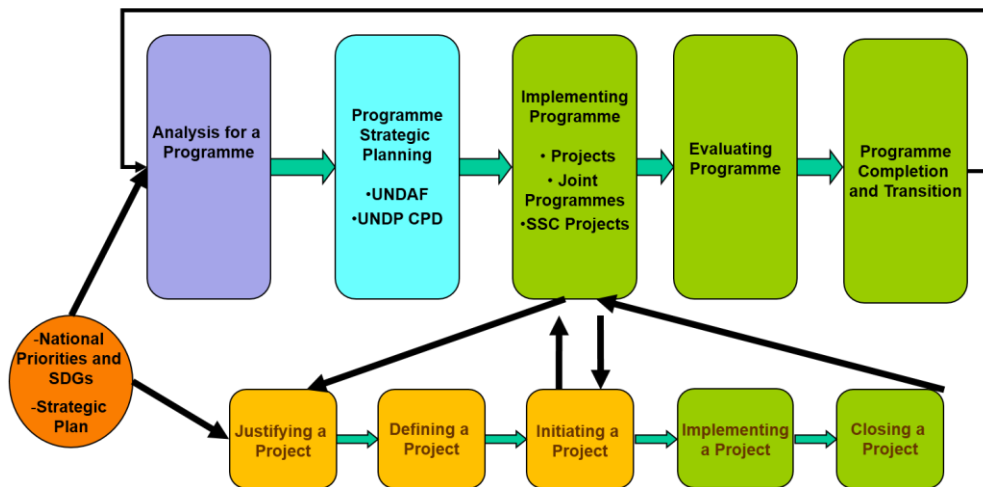 Analysis for a
Programme
Programme
Strategic
Planning
•UNDAF
•UNDP CPD
Implementing
Programme
• Projects
• Joint
Programmes
•SSC Projects
Evaluating
Programme
Programme
Completion
and Transition
-National
Priorities and
SDGs
-Strategic
Plan
Justifying a
Project
Defining a
Project
Initiating a
Project
Implementing
a Project
Closing a
Project